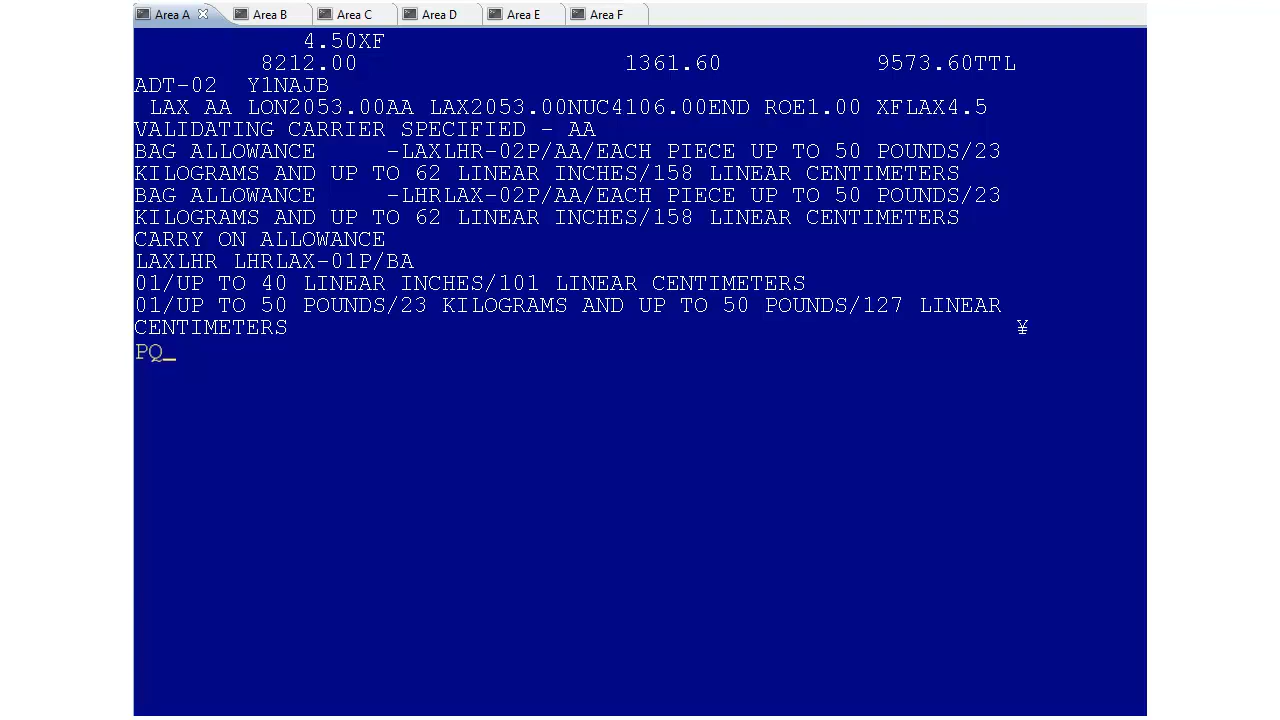 Area A Area B Area C Area D Area E Area F
4.50XF
8212.00 1361.60 9573.60TTL
ADT-02 Y1NAJB
LAX AA LON2053.00AA LAX2053.00NUC4106.00END ROE1.00 XFLAX4.5
VALIDATING CARRIER SPECIFIED - AA
BAG ALLOWANCE -LAXLHR-02P/AA/EACH PIECE UP TO 50 POUNDS/23
KILOGRAMS AND UP TO 62 LINEAR INCHES/158 LINEAR CENTIMETERS
BAG ALLOWANCE -LHRLAX-02P/AA/EACH PIECE UP TO 50 POUNDS/23
KILOGRAMS AND UP TO 62 LINEAR INCHES/158 LINEAR CENTIMETERS
CARRY ON ALLOWANCE
LAXLHR LHRLAX-01P/BA
01/UP TO 40 LINEAR INCHES/101 LINEAR CENTIMETERS
01/UP TO 50 POUNDS/23 KILOGRAMS AND UP TO 50 POUNDS/127 LINEAR
CENTIMETERS ¥
PQ_